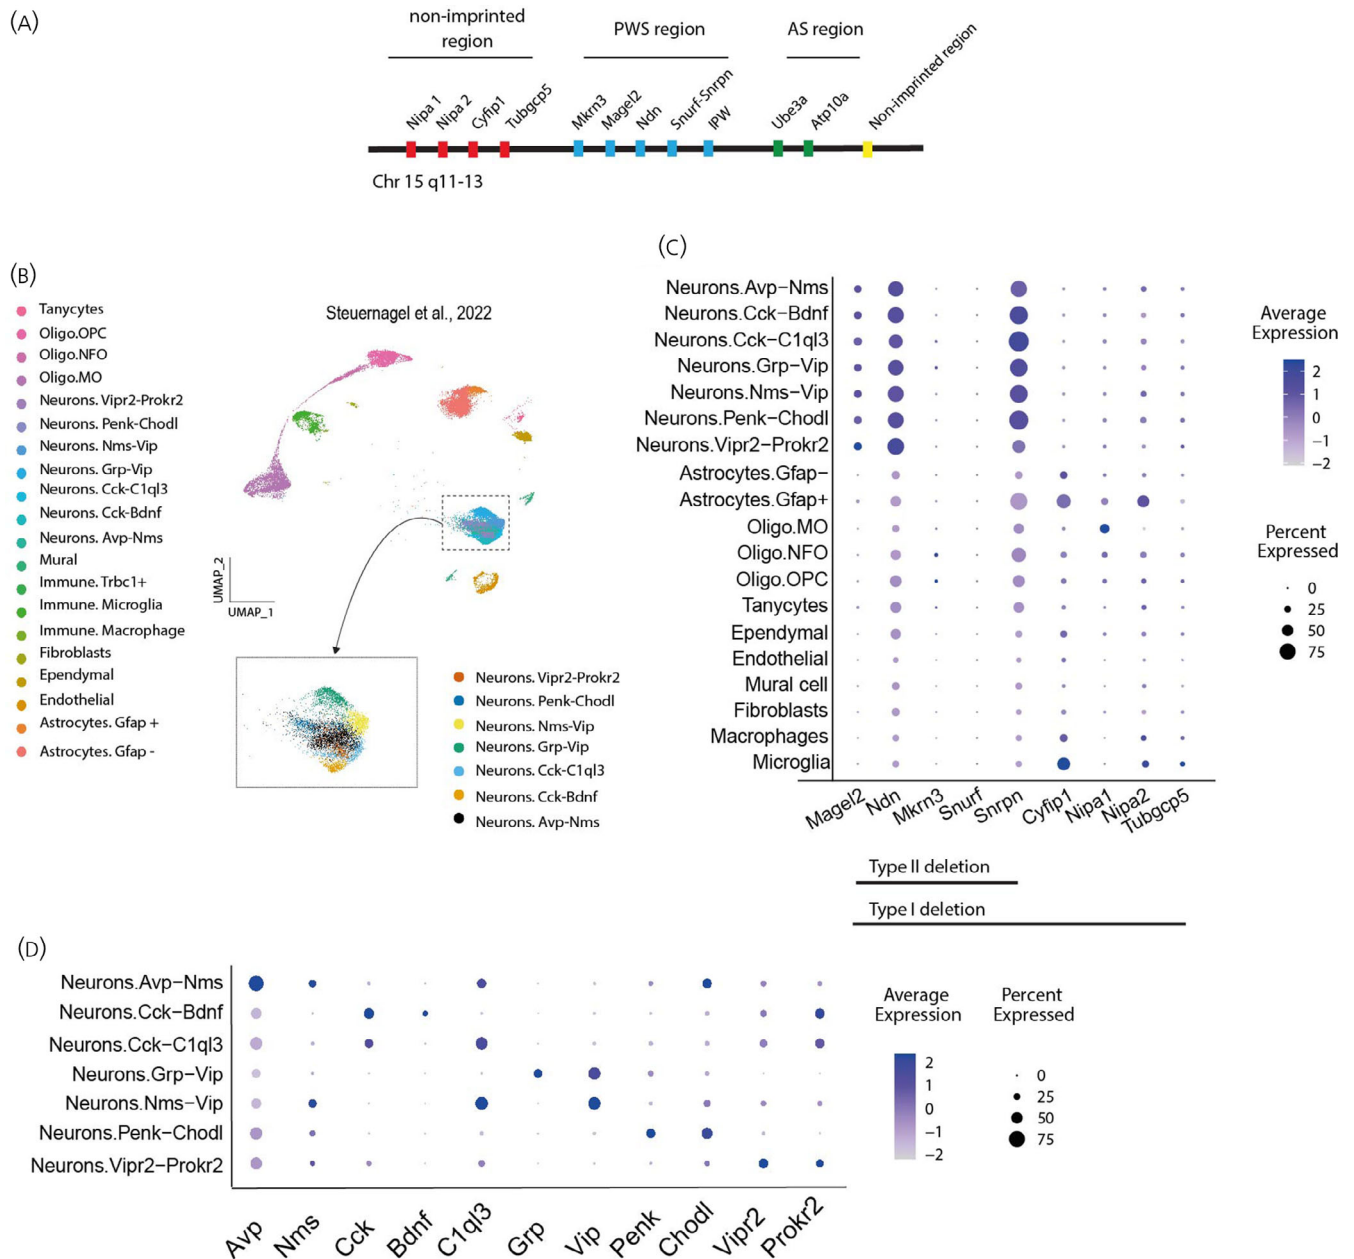 (A)
non-imprinted
region
PWS region
AS region
Nipa 1
Nipa 2
Cyfip1
Tubgcp5
Mkrn3
Magel2
Ndn
Snurf-Snrpn
IPW
Ube3a
Atp10a
Non-imprinted region
Chr 15 q11-13
(B)
Steuernagel et al., 2022
Tanycytes
Oligo.OPC
Oligo.NFO
Oligo.MO
Neurons. Vipr2-Prokr2
Neurons. Penk-Chodl
Neurons. Nms-Vip
Neurons. Grp-Vip
Neurons. Cck-C1ql3
Neurons. Cck-Bdnf
Neurons. Avp-Nms
Mural
Immune. Trbc1+
Immune. Microglia
Immune. Macrophage
Fibroblasts
Ependymal
Endothelial
Astrocytes. Gfap +
Astrocytes. Gfap -
UMAP_2
UMAP_1
Neurons. Vipr2-Prokr2
Neurons. Penk-Chodl
Neurons. Nms-Vip
Neurons. Grp-Vip
Neurons. Cck-C1ql3
Neurons. Cck-Bdnf
Neurons. Avp-Nms
(C)
Neurons.Avp-Nms
Neurons.Cck-Bdnf
Neurons.Cck-C1ql3
Neurons.Grp-Vip
Neurons.Nms-Vip
Neurons.Penk-Chodl
Neurons.Vipr2-Prokr2
Astrocytes.Gfap-
Astrocytes.Gfap+
Oligo.MO
Oligo.NFO
Oligo.OPC
Tanycytes
Ependymal
Endothelial
Mural cell
Fibroblasts
Macrophages
Microglia
Magel2
Ndn
Mkrn3
Snurf
Snrpn
Cyfip1
Nipa1
Nipa2
Tubgcp5
Average
Expression
2
1
0
-1
-2
Percent
Expressed
0
25
50
75
Type II deletion
Type I deletion
(D)
Neurons.Avp-Nms
Neurons.Cck-Bdnf
Neurons.Cck-C1ql3
Neurons.Grp-Vip
Neurons.Nms-Vip
Neurons.Penk-Chodl
Neurons.Vipr2-Prokr2
Avp
Nms
Cck
Bdnf
C1ql3
Grp
Vip
Penk
Chodl
Vipr2
Prokr2
Average
Expression
2
1
0
-1
-2
Percent
Expressed
0
25
50
75